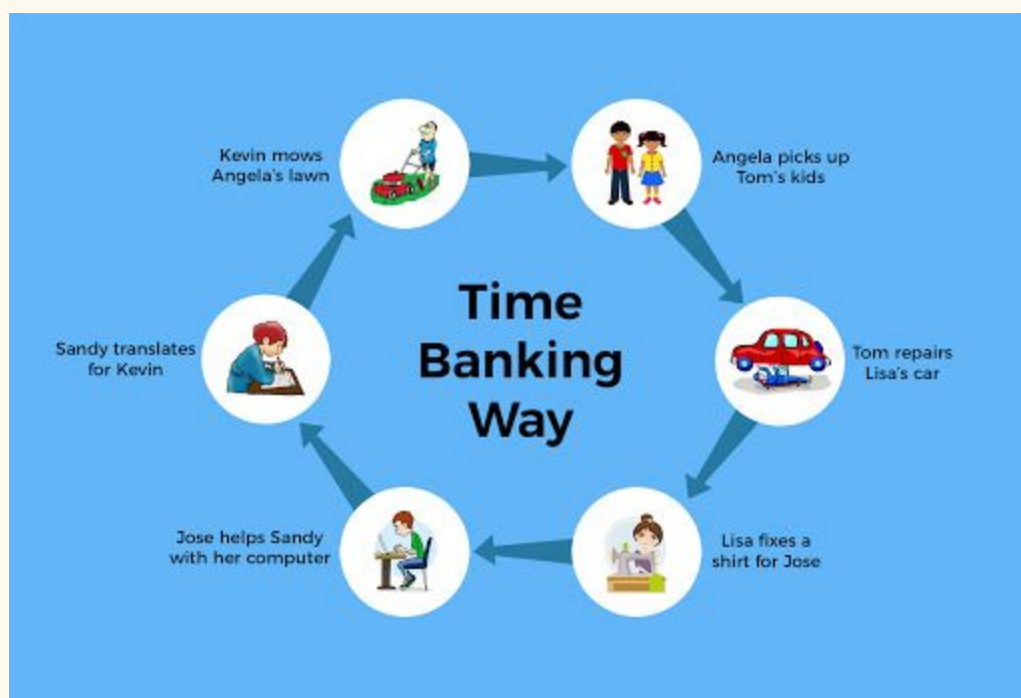 Kevin mows
Angela's lawn
Angela picks up
Tom's kids
Time
Banking
Way
Tom repairs
Lisa's car
Lisa fixes a
shirt for Jose
Jose helps Sandy
with her computer
Sandy translates
for Kevin